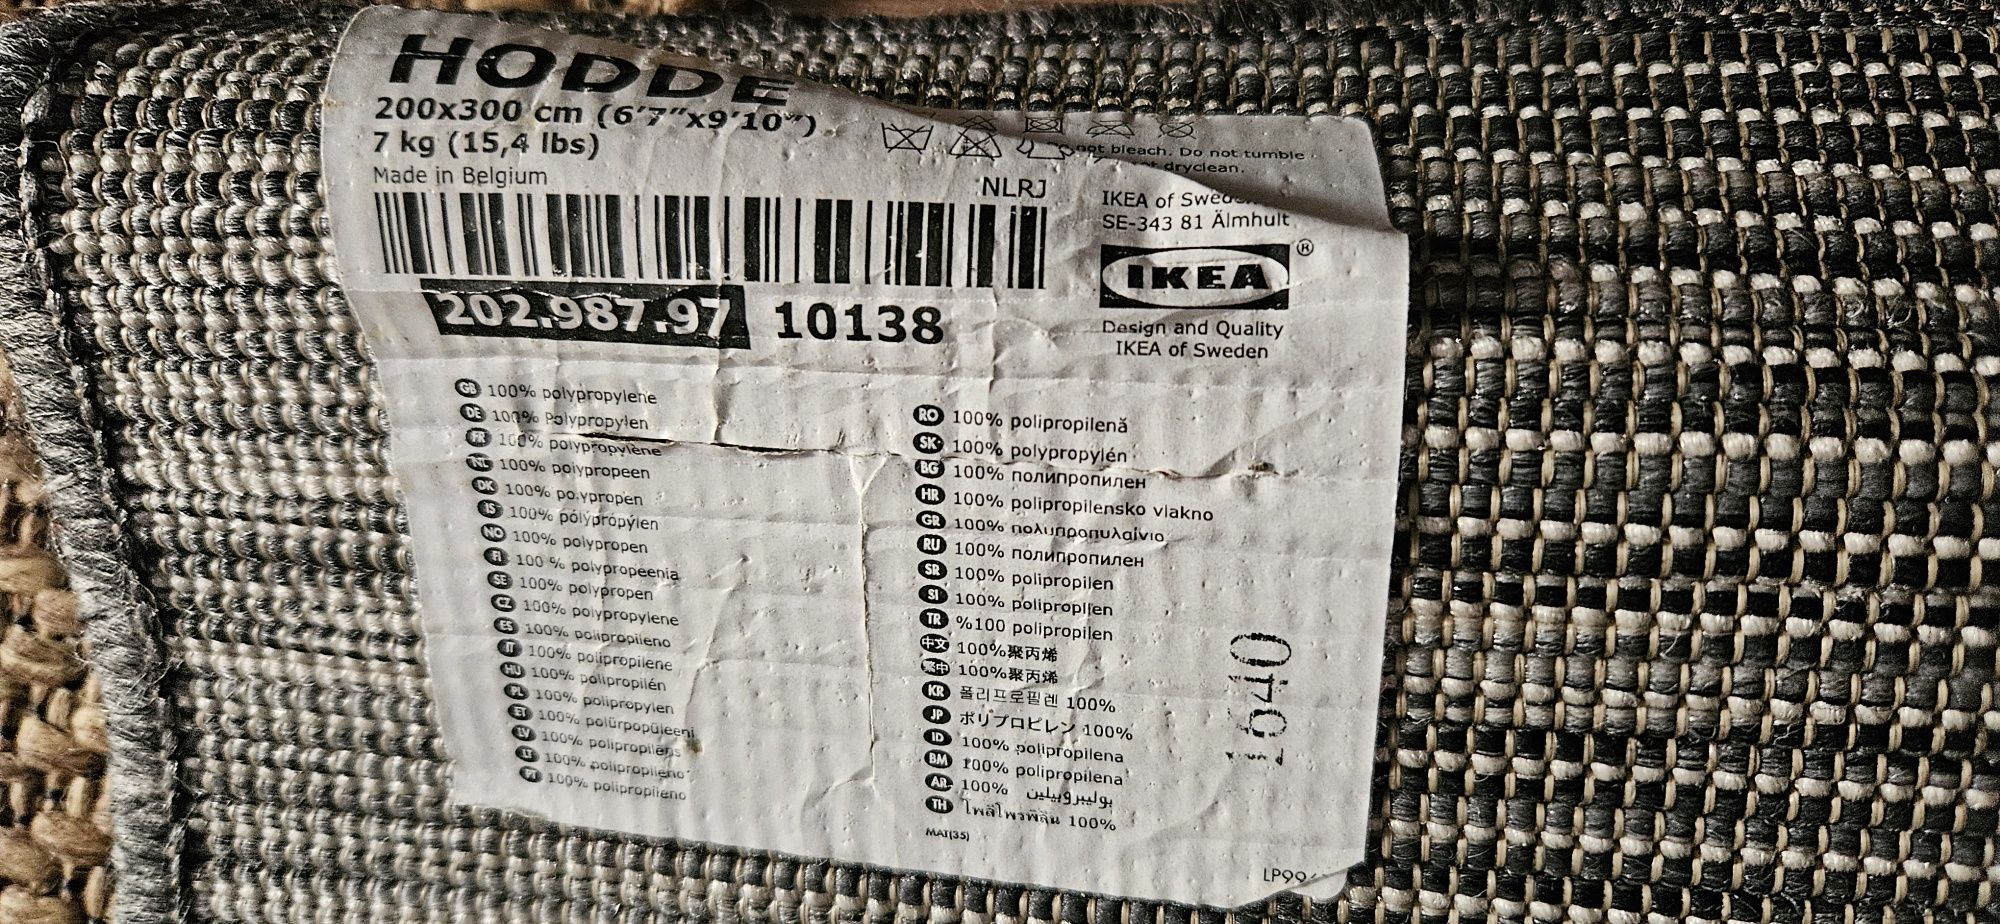 HODDE
200x300 cm (6'7"x9'10")
7 kg (15,4 lbs)
Made in Belgium
NLRJ
not bleach. Do not tumble
dryclean.
IKEA of
SE-343 81 Älmhult
IKEA®
Design and Quality
IKEA of Sweden
202.987.97 10138
GB 100% polypropylene
DE 100% Polypropylen
FR 100% polypropylene
NL 100% polypropeen
DK 100% polypropen
IS 100% pólýprópýlen
NO 100% polypropen
FI 100 % polypropeenia
SE 100% polypropen
CZ 100% polypropylene
ES 100% polipropileno
IT 100% polipropilene
HU 100% polipropilén
PL 100% polipropylen
ET 100% polürpopüleeni
LV 100% polipropilēns
LT 100% polipropileno
PT 100% polipropileno
RO 100% polipropilenă
SK 100% polypropylén
BG 100% полипропилен
HR 100% polipropilensko vlakno
GR 100% πολυπροπυλαίνιο
RU 100% полипропилен
SR 100% polipropilen
SI 100% polipropilen
TR %100 polipropilen
中文 100%聚丙烯
繁中 100%聚丙烯
KR 폴리프로필렌 100%
JP ポリプロピレン 100%
ID 100% polipropilena
BM 100% polipropilena
AR 100% بوليبروبيلين
TH โพลีโพรพิลีน 100%
MAT(35)
1640